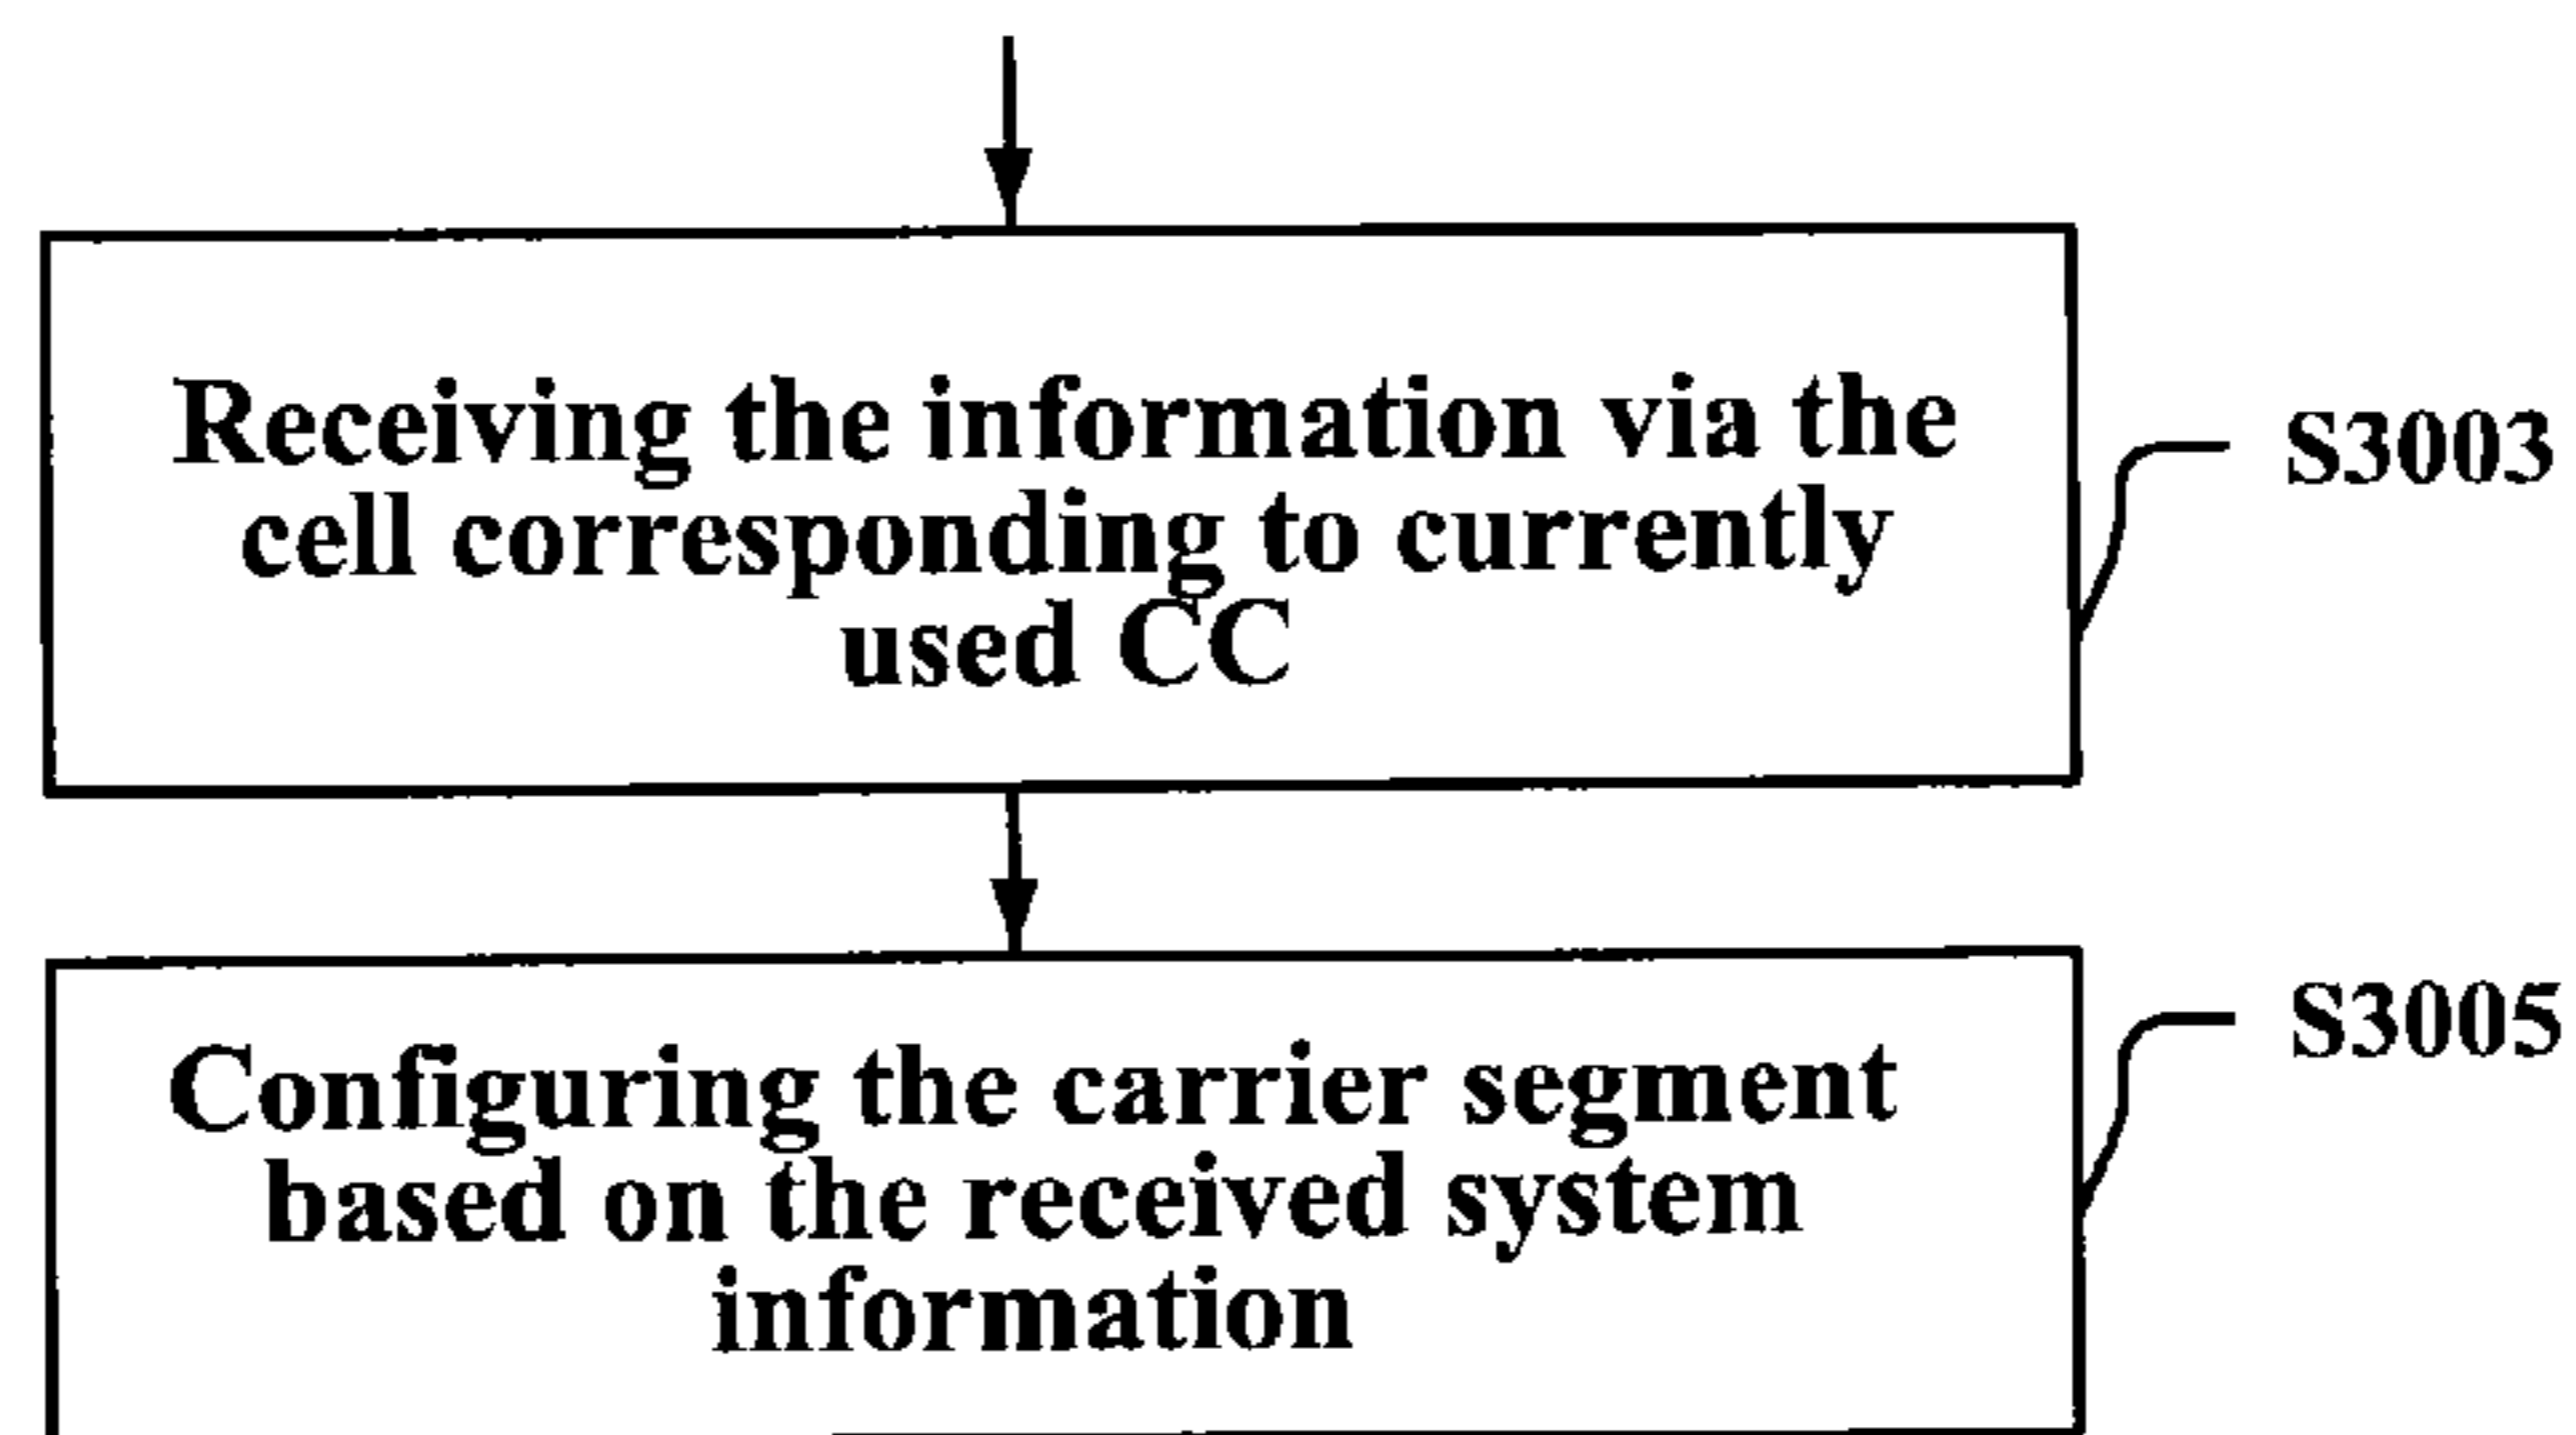 Receiving the information via the
cell corresponding to currently
used CC
S3003
Configuring the carrier segment
based on the received system
information
S3005